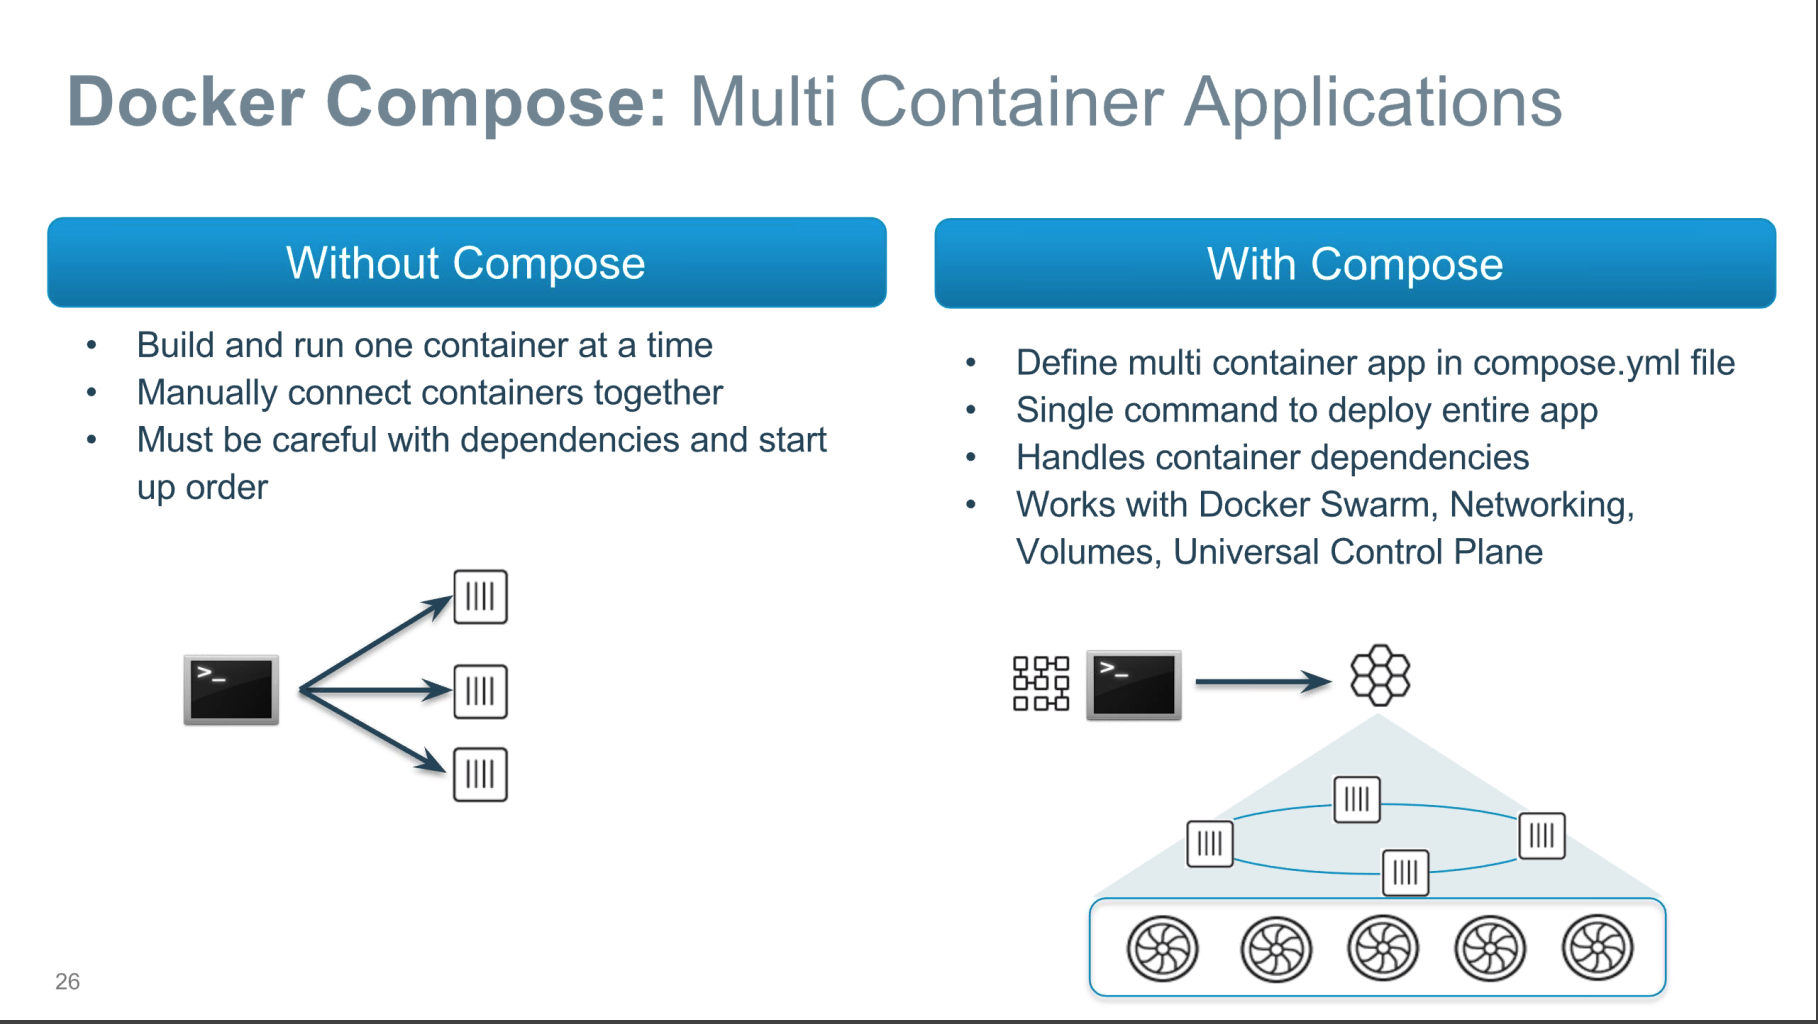 Docker Compose: Multi Container Applications
Without Compose
• Build and run one container at a time
• Manually connect containers together
• Must be careful with dependencies and start
up order
>_
With Compose
• Define multi container app in compose.yml file
• Single command to deploy entire app
• Handles container dependencies
• Works with Docker Swarm, Networking,
Volumes, Universal Control Plane
>_
26